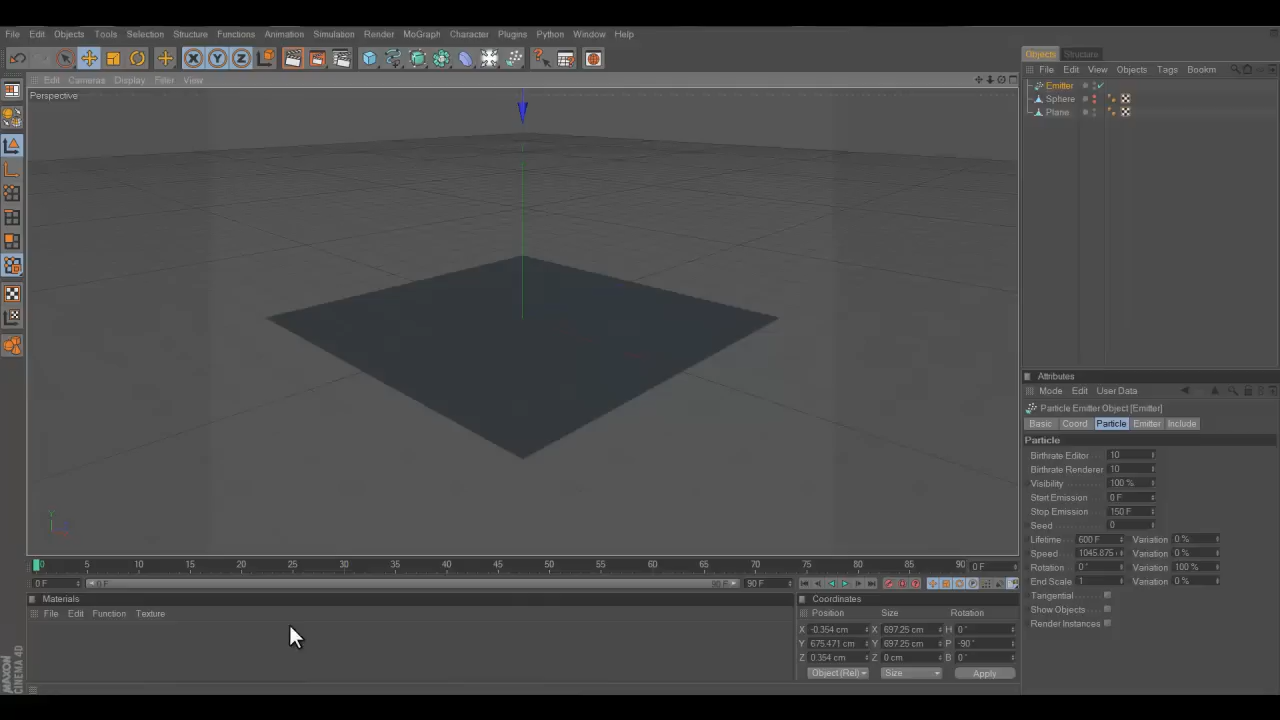 File Edit Objects Tools Selection Structure Functions Animation Simulation Render MoGraph Character Plugins Python Window Help
Objects Structure
File Edit View Objects Tags Bookm
Edit Cameras Display Filter View
Perspective
Emitter
Sphere
Plane
Attributes
Mode Edit User Data
Particle Emitter Object [Emitter]
Basic Coord Particle Emitter Include
Particle
Birthrate Editor 10
Birthrate Renderer 10
Visibility 100 %
Start Emission 0 F
Stop Emission 150 F
Seed 0
Lifetime 600 F Variation 0 %
Speed 1045.875 Variation 0 %
Rotation 0 ° Variation 100 %
End Scale 1 Variation 0 %
Tangential
Show Objects
Render Instances
Y
0 5 10 15 20 25 30 35 40 45 50 55 60 65 70 75 80 85 90 0 F
0 F 0 F 90 F 90 F
Materials
File Edit Function Texture
Coordinates
Position Size Rotation
X -0.354 cm X 697.25 cm H 0 °
Y 675.471 cm Y 697.25 cm P -90 °
Z 0.354 cm Z 0 cm B 0 °
Object (Rel) Size Apply
MAXON
CINEMA 4D